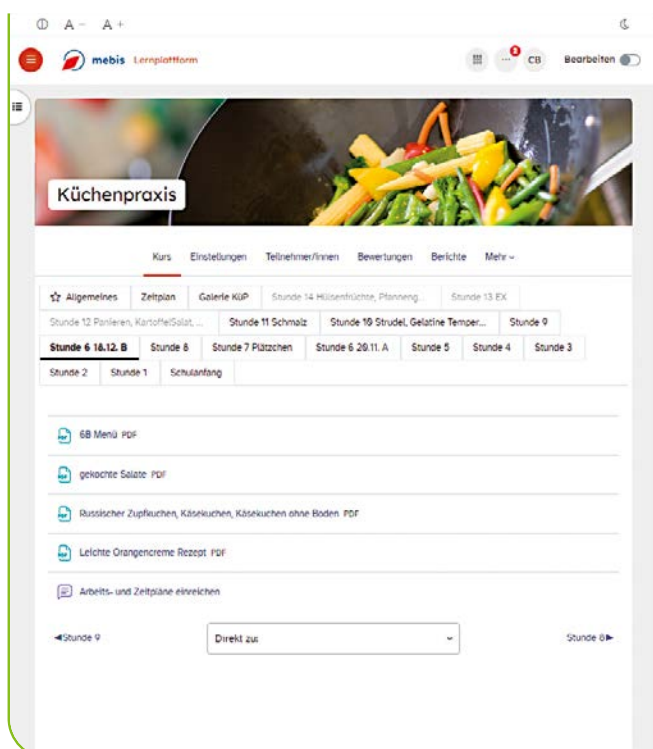 A- A+
mebis Lernplattform
2
CB Bearbeiten
Küchenpraxis
Kurs Einstellungen Teilnehmer/innen Bewertungen Berichte Mehr
Allgemeines Zeitplan Galerie KüP Stunde 14 Hülsenfrüchte, Pfanneng... Stunde 13 EX
Stunde 12 Panieren, KartoffelSalat, ... Stunde 11 Schmalz Stunde 10 Strudel, Gelatine Temper... Stunde 9
Stunde 6 18.12. B Stunde 8 Stunde 7 Plätzchen Stunde 6 20.11. A Stunde 5 Stunde 4 Stunde 3
Stunde 2 Stunde 1 Schulanfang
6B Menü PDF
gekochte Salate PDF
Russischer Zupfkuchen, Käsekuchen, Käsekuchen ohne Boden PDF
Leichte Orangencreme Rezept PDF
Arbeits- und Zeitpläne einreichen
◄Stunde 9 Direkt zu: Stunde 8►